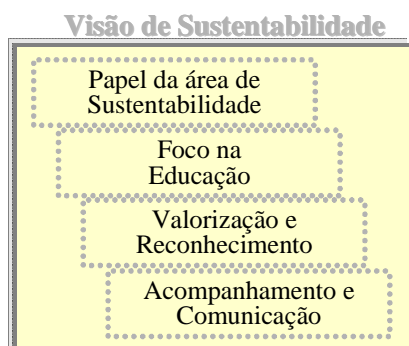 Visão de Sustentabilidade
Papel da área de
Sustentabilidade
Foco na
Educação
Valorização e
Reconhecimento
Acompanhamento e
Comunicação